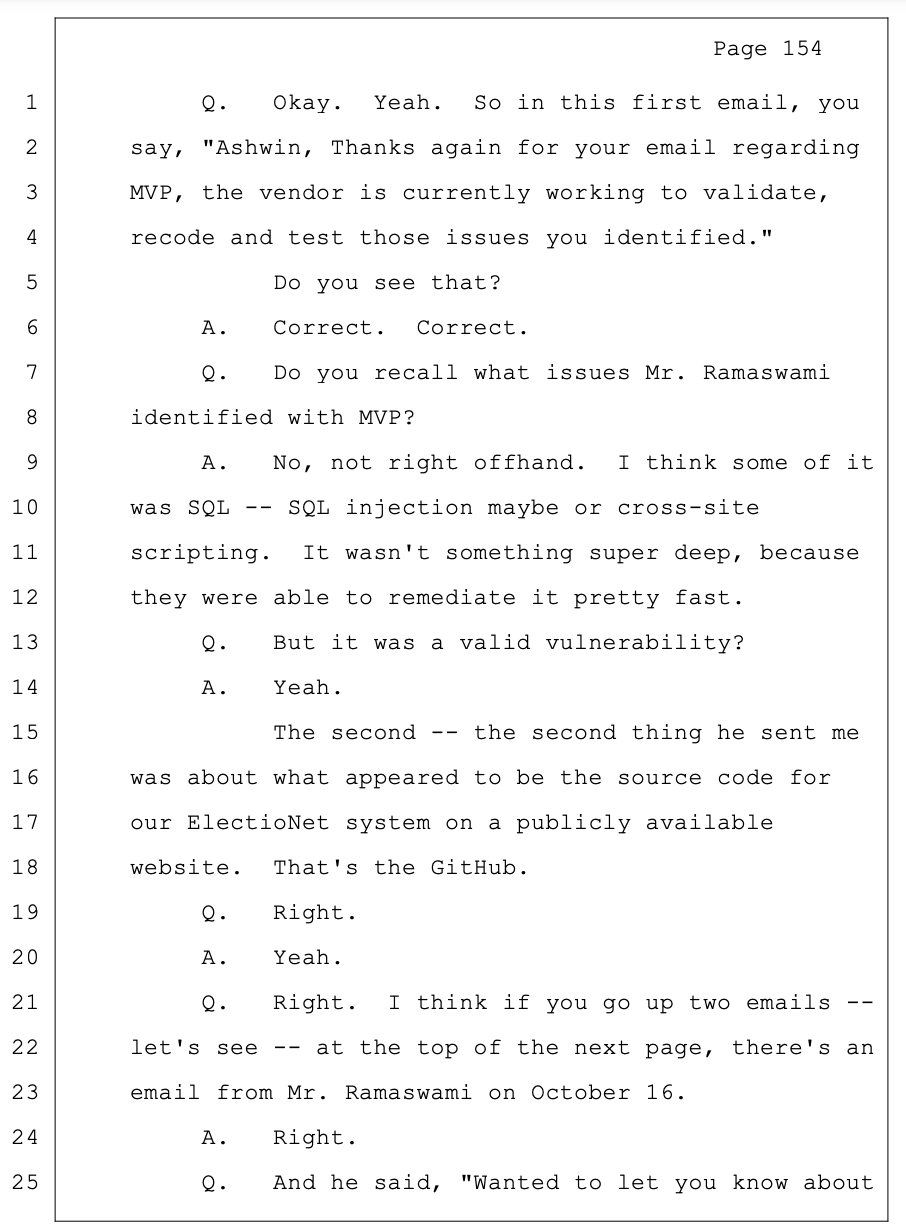 Page 154
1 Q. Okay. Yeah. So in this first email, you
2 say, "Ashwin, Thanks again for your email regarding
3 MVP, the vendor is currently working to validate,
4 recode and test those issues you identified."
5 Do you see that?
6 A. Correct. Correct.
7 Q. Do you recall what issues Mr. Ramaswami
8 identified with MVP?
9 A. No, not right offhand. I think some of it
10 was SQL -- SQL injection maybe or cross-site
11 scripting. It wasn't something super deep, because
12 they were able to remediate it pretty fast.
13 Q. But it was a valid vulnerability?
14 A. Yeah.
15 The second -- the second thing he sent me
16 was about what appeared to be the source code for
17 our ElectioNet system on a publicly available
18 website. That's the GitHub.
19 Q. Right.
20 A. Yeah.
21 Q. Right. I think if you go up two emails --
22 let's see -- at the top of the next page, there's an
23 email from Mr. Ramaswami on October 16.
24 A. Right.
25 Q. And he said, "Wanted to let you know about